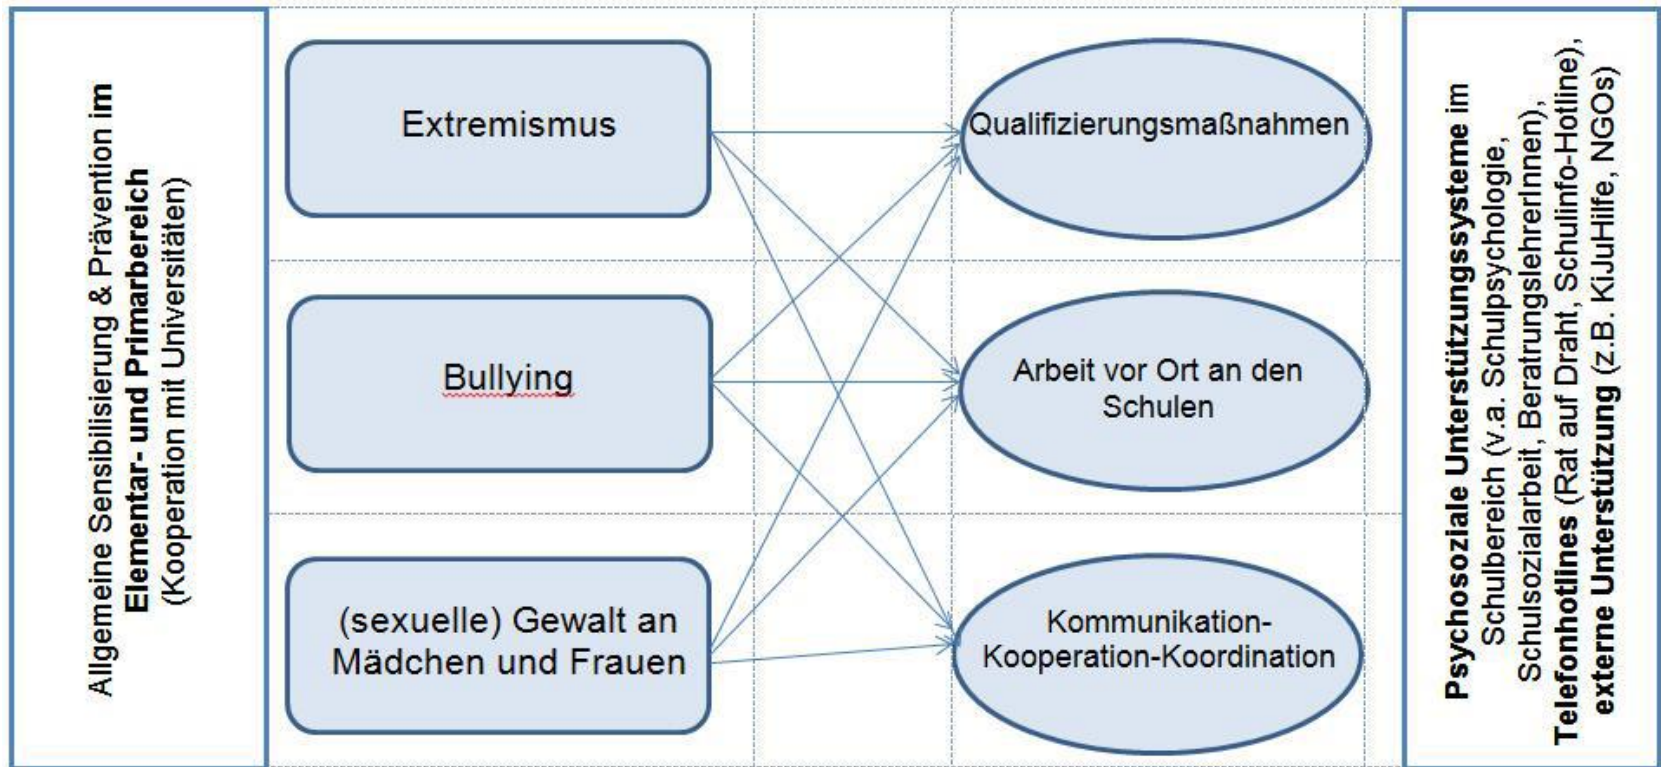 Allgemeine Sensibilisierung & Prävention im
Elementar- und Primarbereich
(Kooperation mit Universitäten)
Extremismus
Bullying
(sexuelle) Gewalt an
Mädchen und Frauen
Qualifizierungsmaßnahmen
Arbeit vor Ort an den
Schulen
Kommunikation-
Kooperation-Koordination
Psychosoziale Unterstützungssysteme im
Schulbereich (v.a. Schulpsychologie,
Schulsozialarbeit, BeratrungslehrerInnen),
Telefonhotlines (Rat auf Draht, Schulinfo-Hotline),
externe Unterstützung (z.B. KiJuHilfe, NGOs)